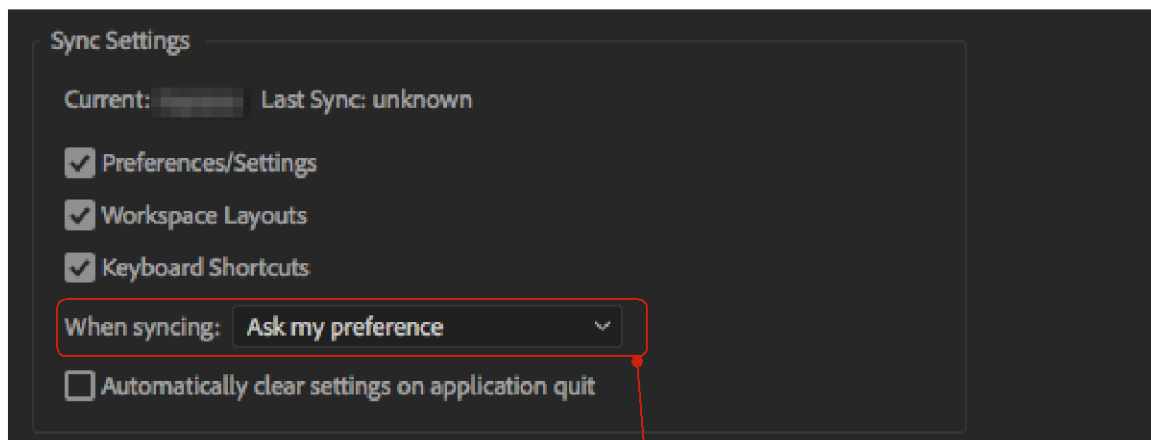 Sync Settings
Current: Last Sync: unknown
Preferences/Settings
Workspace Layouts
Keyboard Shortcuts
When syncing: Ask my preference
Automatically clear settings on application quit